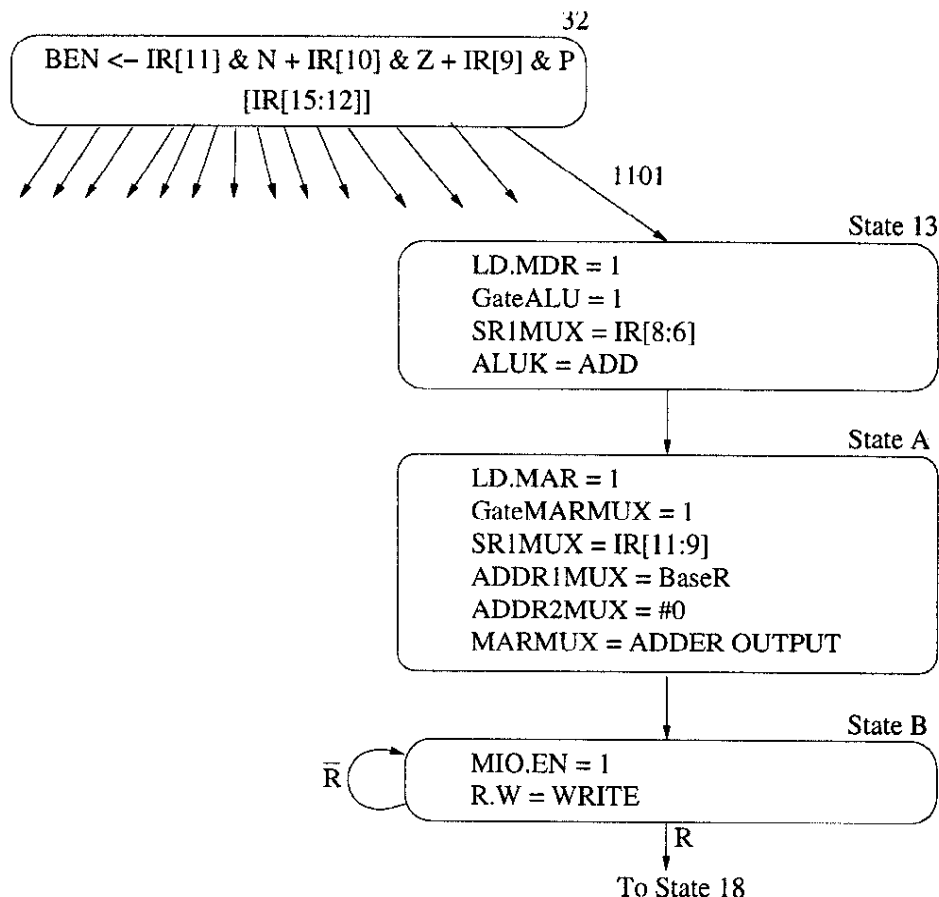 32
BEN <– IR[11] & N + IR[10] & Z + IR[9] & P
[IR[15:12]]
1101
State 13
LD.MDR = 1
GateALU = 1
SR1MUX = IR[8:6]
ALUK = ADD
State A
LD.MAR = 1
GateMARMUX = 1
SR1MUX = IR[11:9]
ADDR1MUX = BaseR
ADDR2MUX = #0
MARMUX = ADDER OUTPUT
State B
R̅
MIO.EN = 1
R.W = WRITE
R
To State 18